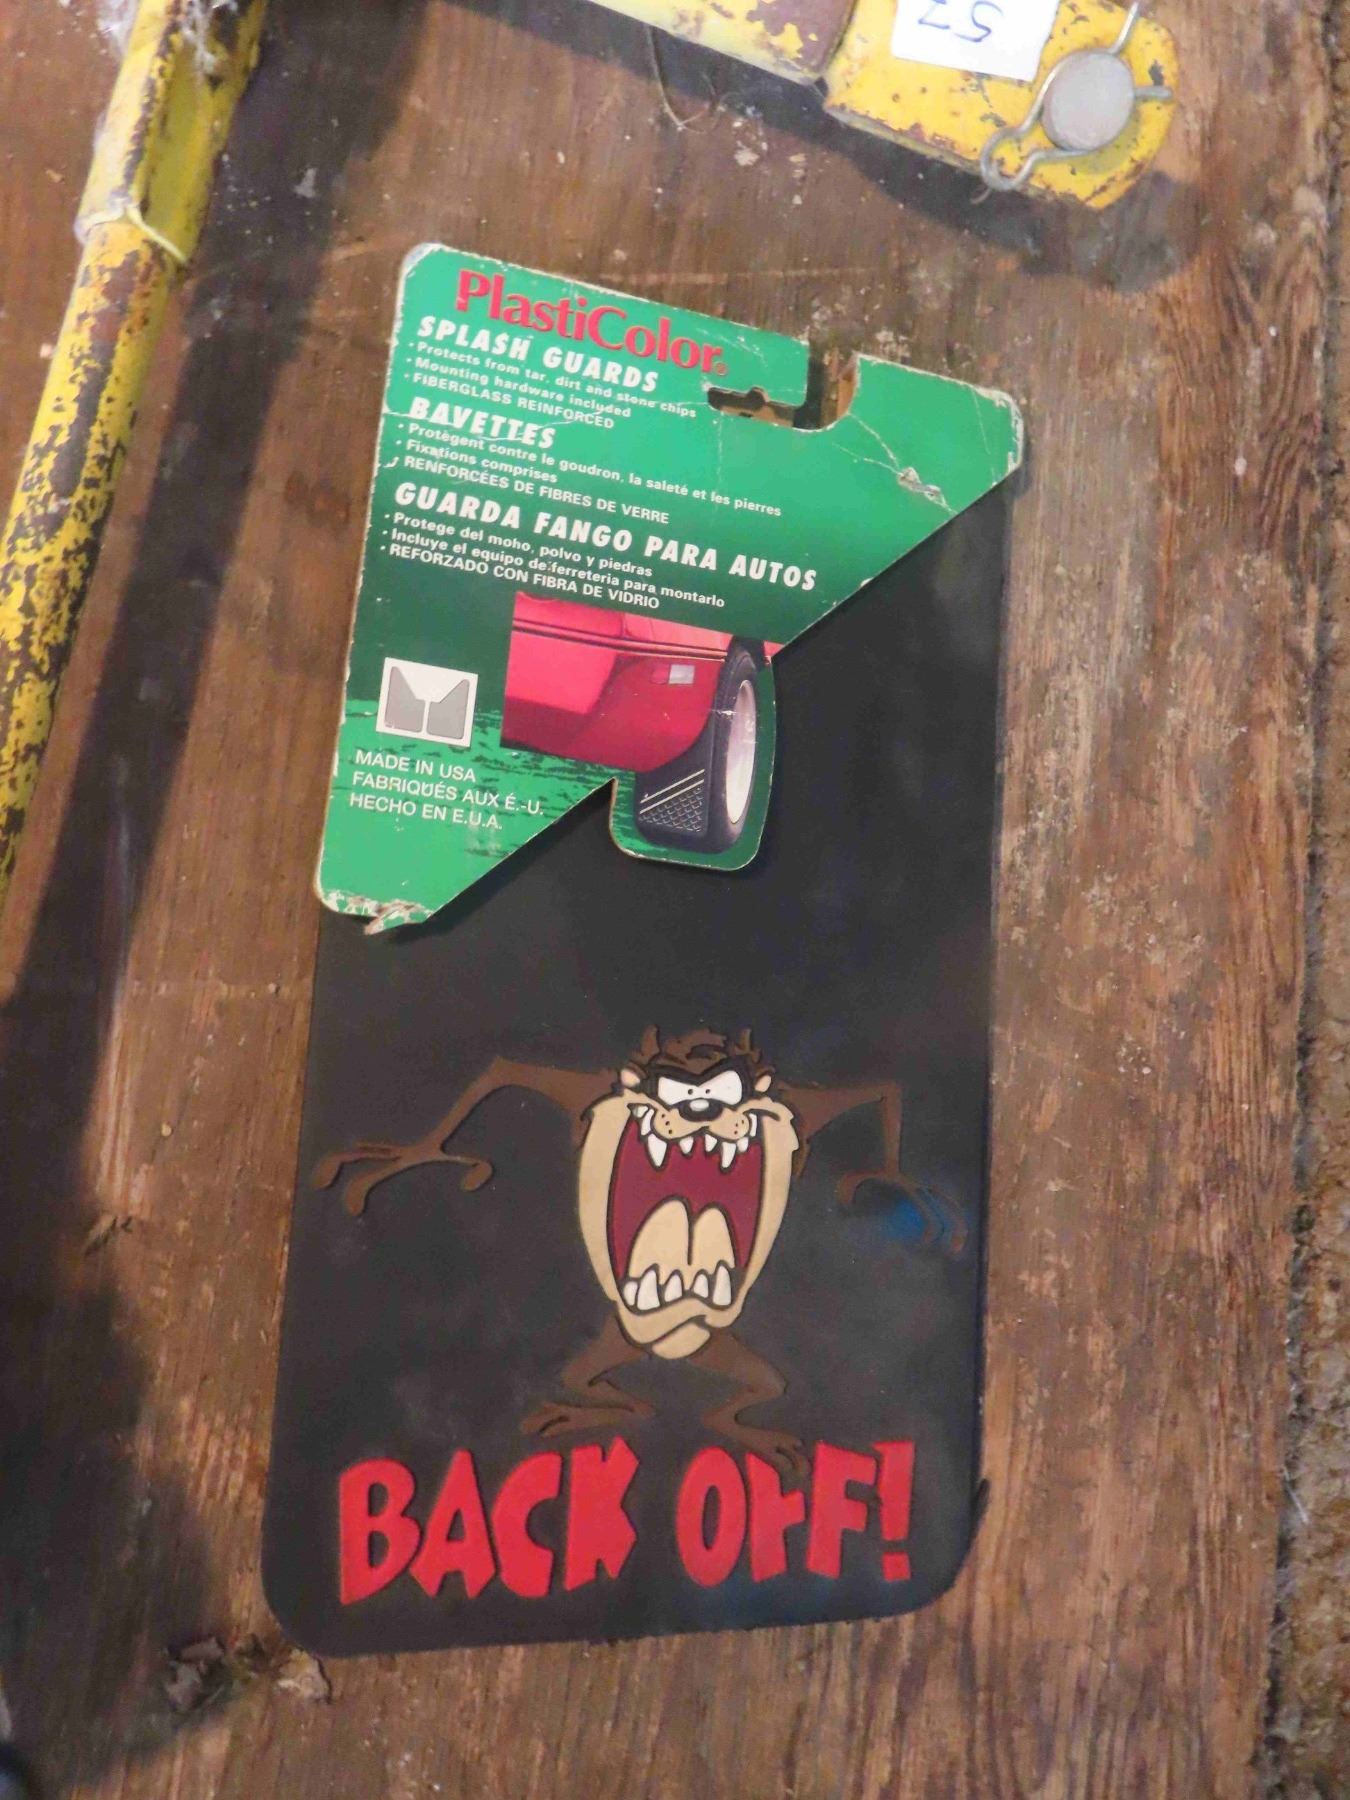 57
PlastiColor®
SPLASH GUARDS
• Protects from tar, dirt and stone chips
• Mounting hardware included
• FIBERGLASS REINFORCED
BAVETTES
• Protègent contre le goudron, la saleté et les pierres
• Fixations comprises
• RENFORCÉES DE FIBRES DE VERRE
GUARDA FANGO PARA AUTOS
• Protege del moho, polvo y piedras
• Incluye el equipo de ferreteria para montarlo
• REFORZADO CON FIBRA DE VIDRIO
MADE IN USA
FABRIQUÉS AUX É.-U.
HECHO EN E.U.A.
BACK OFF!